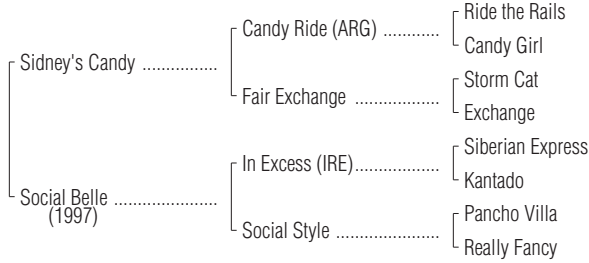 Ride the Rails
Candy Ride (ARG) ............
Candy Girl
Sidney's Candy ................
Storm Cat
Fair Exchange ..................
Exchange
Siberian Express
In Excess (IRE)..................
Kantado
Social Belle ......................
(1997)
Pancho Villa
Social Style ......................
Really Fancy